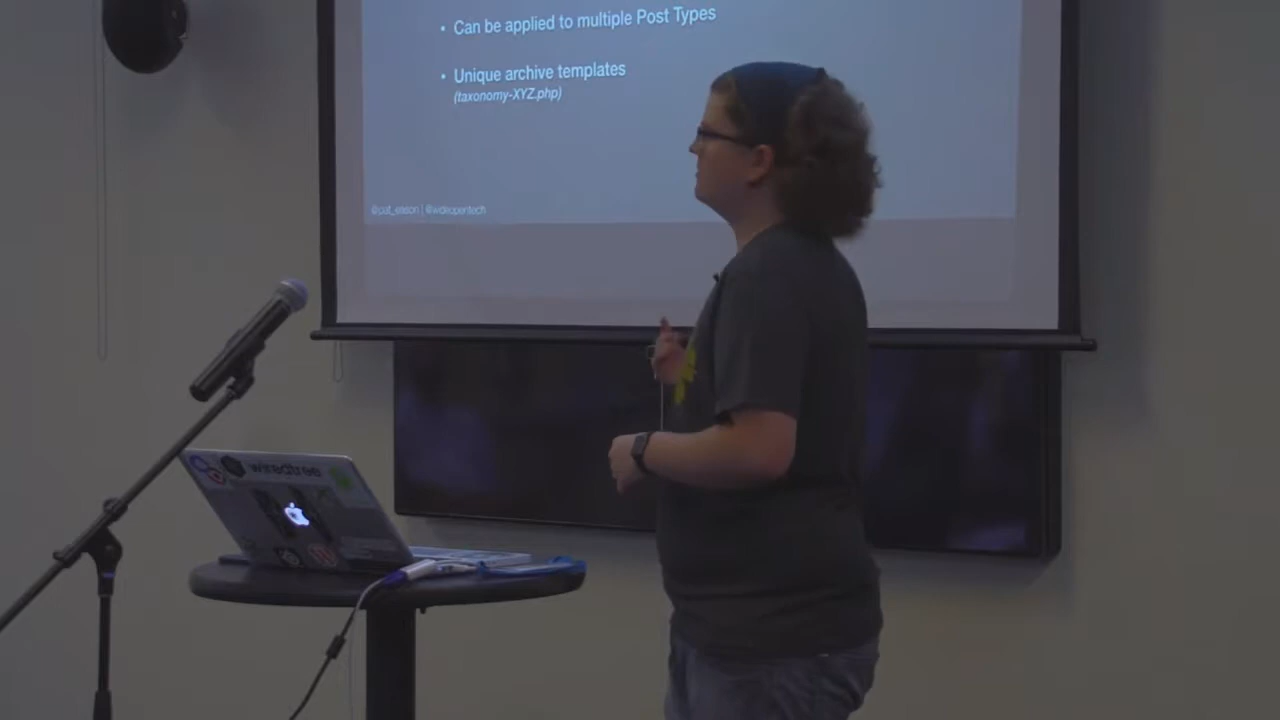 • Can be applied to multiple Post Types
• Unique archive templates
(taxonomy-XYZ.php)
@pat_eason | @wideopentech
wiredtree